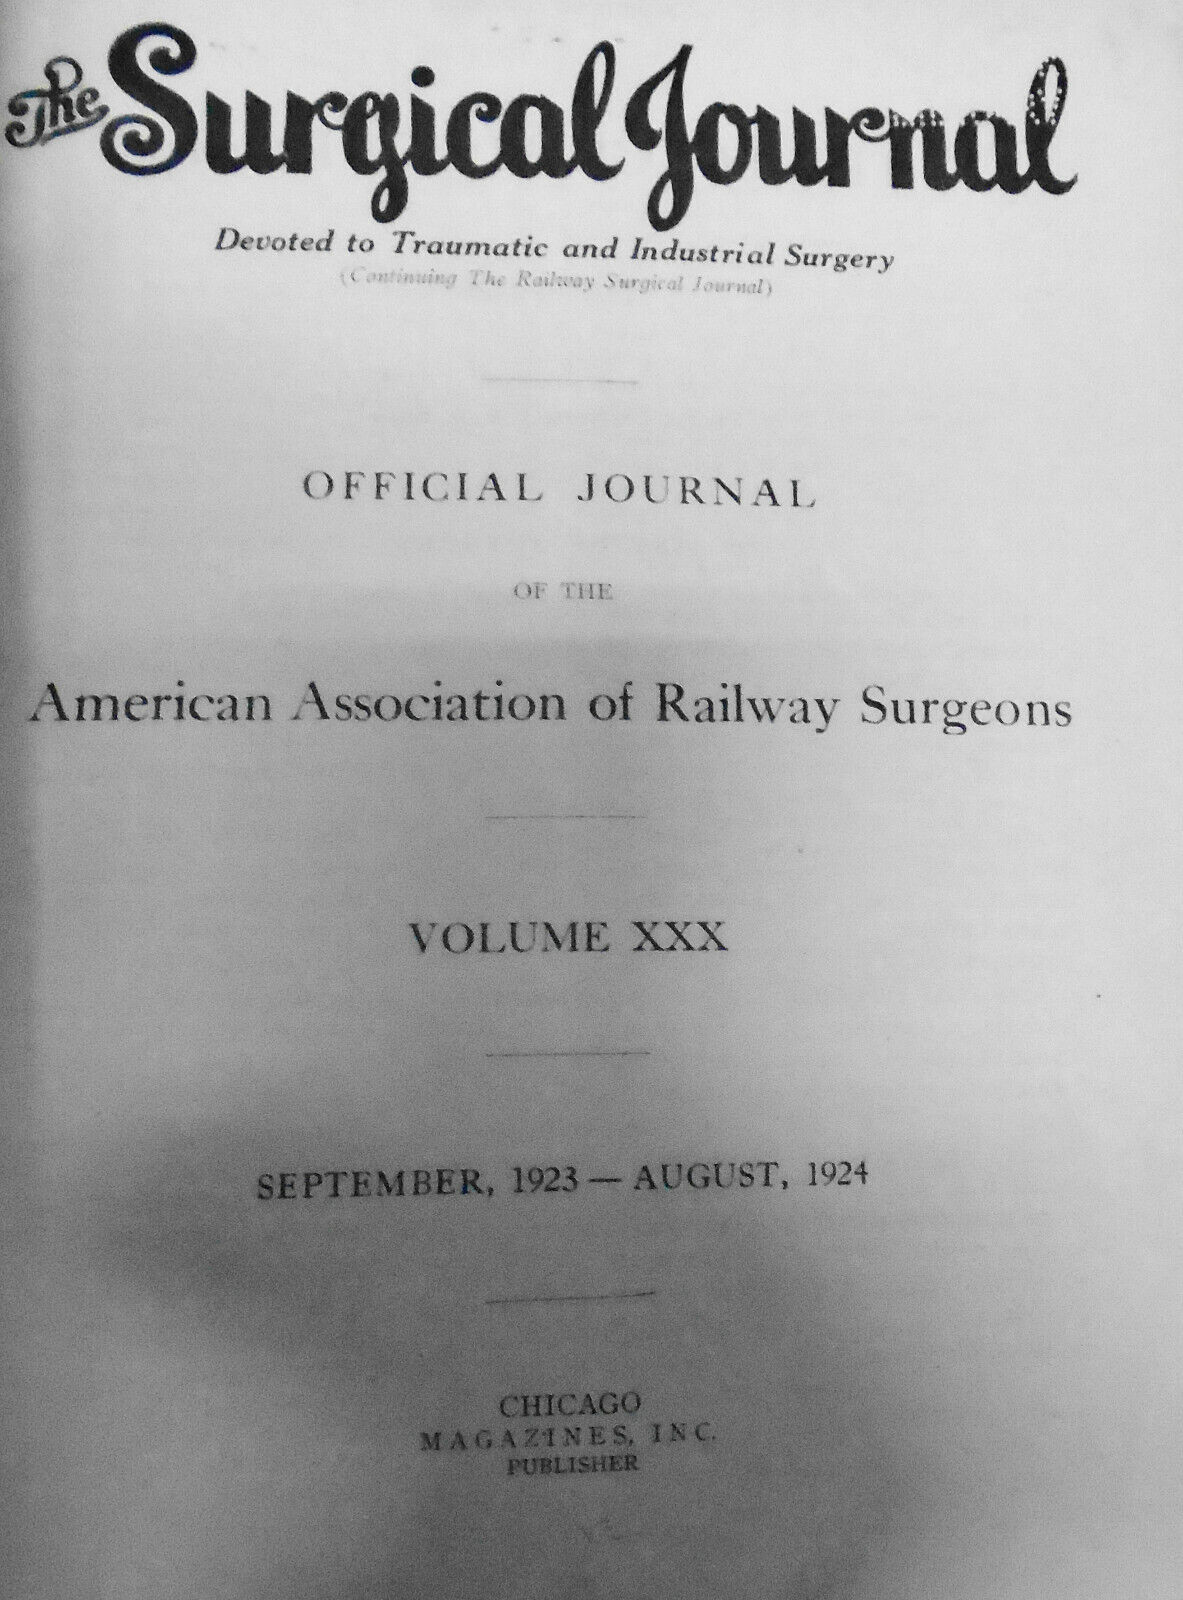 The Surgical Journal
Devoted to Traumatic and Industrial Surgery
(Continuing The Railway Surgical Journal)
OFFICIAL JOURNAL
OF THE
American Association of Railway Surgeons
VOLUME XXX
SEPTEMBER, 1923 — AUGUST, 1924
CHICAGO
MAGAZINES, INC.
PUBLISHER